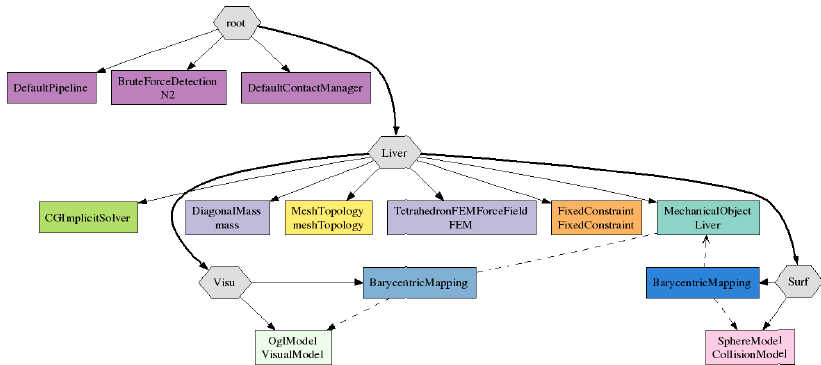 root
DefaultPipeline
BruteForceDetection
N2
DefaultContactManager
Liver
CGImplicitSolver
DiagonalMass
mass
MeshTopology
meshTopology
TetrahedronFEMForceField
FEM
FixedConstraint
FixedConstraint
MechanicalObject
Liver
Visu
BarycentricMapping
BarycentricMapping
Surf
OglModel
VisualModel
SphereModel
CollisionModel